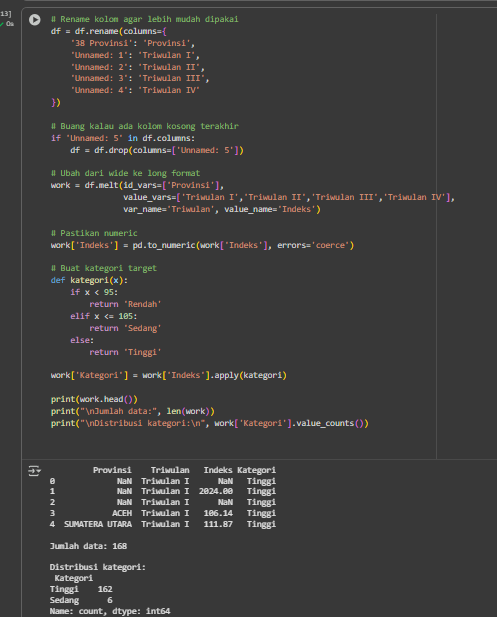 13]
✓ 0s
# Rename kolom agar lebih mudah dipakai
df = df.rename(columns={
    '38 Provinsi': 'Provinsi',
    'Unnamed: 1': 'Triwulan I',
    'Unnamed: 2': 'Triwulan II',
    'Unnamed: 3': 'Triwulan III',
    'Unnamed: 4': 'Triwulan IV'
})

# Buang kalau ada kolom kosong terakhir
if 'Unnamed: 5' in df.columns:
    df = df.drop(columns=['Unnamed: 5'])

# Ubah dari wide ke long format
work = df.melt(id_vars=['Provinsi'],
               value_vars=['Triwulan I','Triwulan II','Triwulan III','Triwulan IV'],
               var_name='Triwulan', value_name='Indeks')

# Pastikan numeric
work['Indeks'] = pd.to_numeric(work['Indeks'], errors='coerce')

# Buat kategori target
def kategori(x):
    if x < 95:
        return 'Rendah'
    elif x <= 105:
        return 'Sedang'
    else:
        return 'Tinggi'

work['Kategori'] = work['Indeks'].apply(kategori)

print(work.head())
print("\nJumlah data:", len(work))
print("\nDistribusi kategori:\n", work['Kategori'].value_counts())

         Provinsi    Triwulan   Indeks Kategori
0             NaN  Triwulan I      NaN   Tinggi
1             NaN  Triwulan I  2024.00   Tinggi
2             NaN  Triwulan I      NaN   Tinggi
3            ACEH  Triwulan I   106.14   Tinggi
4  SUMATERA UTARA  Triwulan I   111.87   Tinggi

Jumlah data: 168

Distribusi kategori:
 Kategori
Tinggi    162
Sedang      6
Name: count, dtype: int64